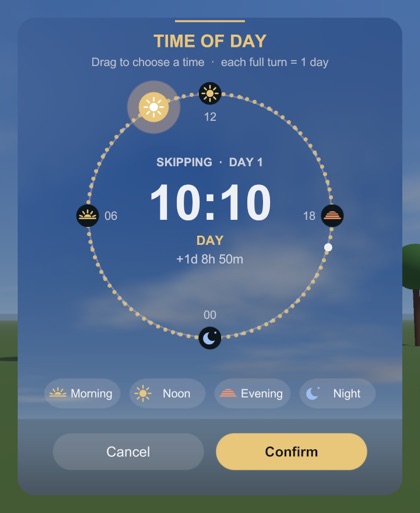 TIME OF DAY
Drag to choose a time · each full turn = 1 day
12
SKIPPING · DAY 1
10:10
06
18
DAY
+1d 8h 50m
00
Morning
Noon
Evening
Night
Cancel
Confirm